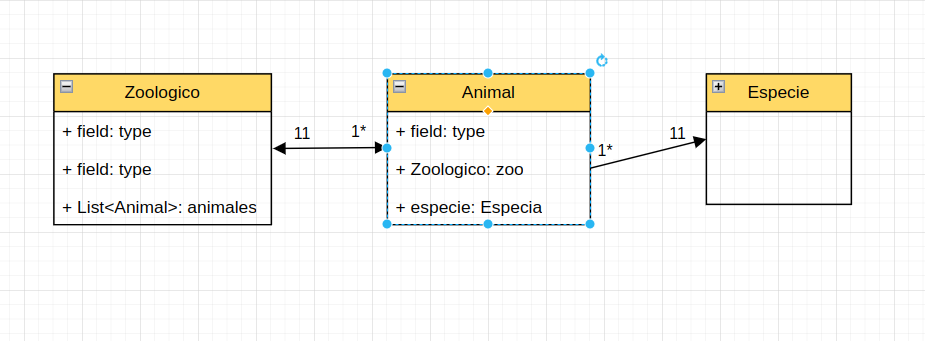 Zoologico
+ field: type
+ field: type
+ List<Animal>: animales
11
1*
Animal
+ field: type
+ Zoologico: zoo
+ especie: Especia
1*
11
Especie